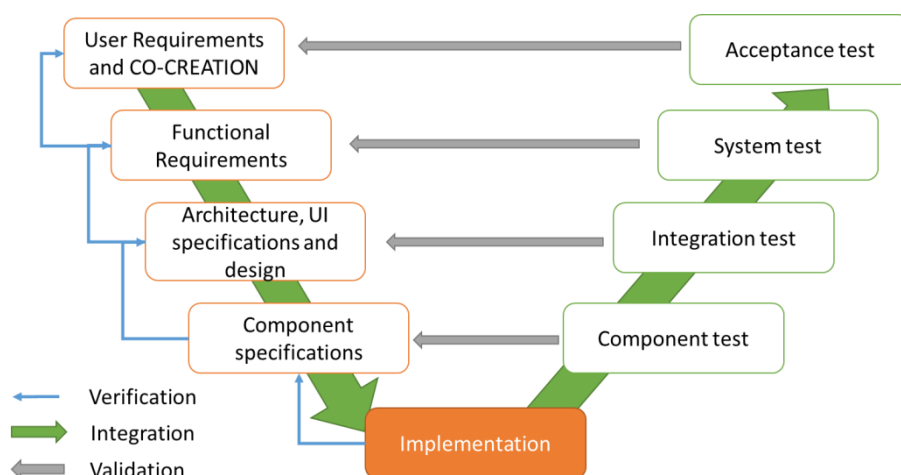 User Requirements
and CO-CREATION
Acceptance test
Functional
Requirements
System test
Architecture, UI
specifications and
design
Integration test
Component
specifications
Component test
Implementation
Verification
Integration
Validation